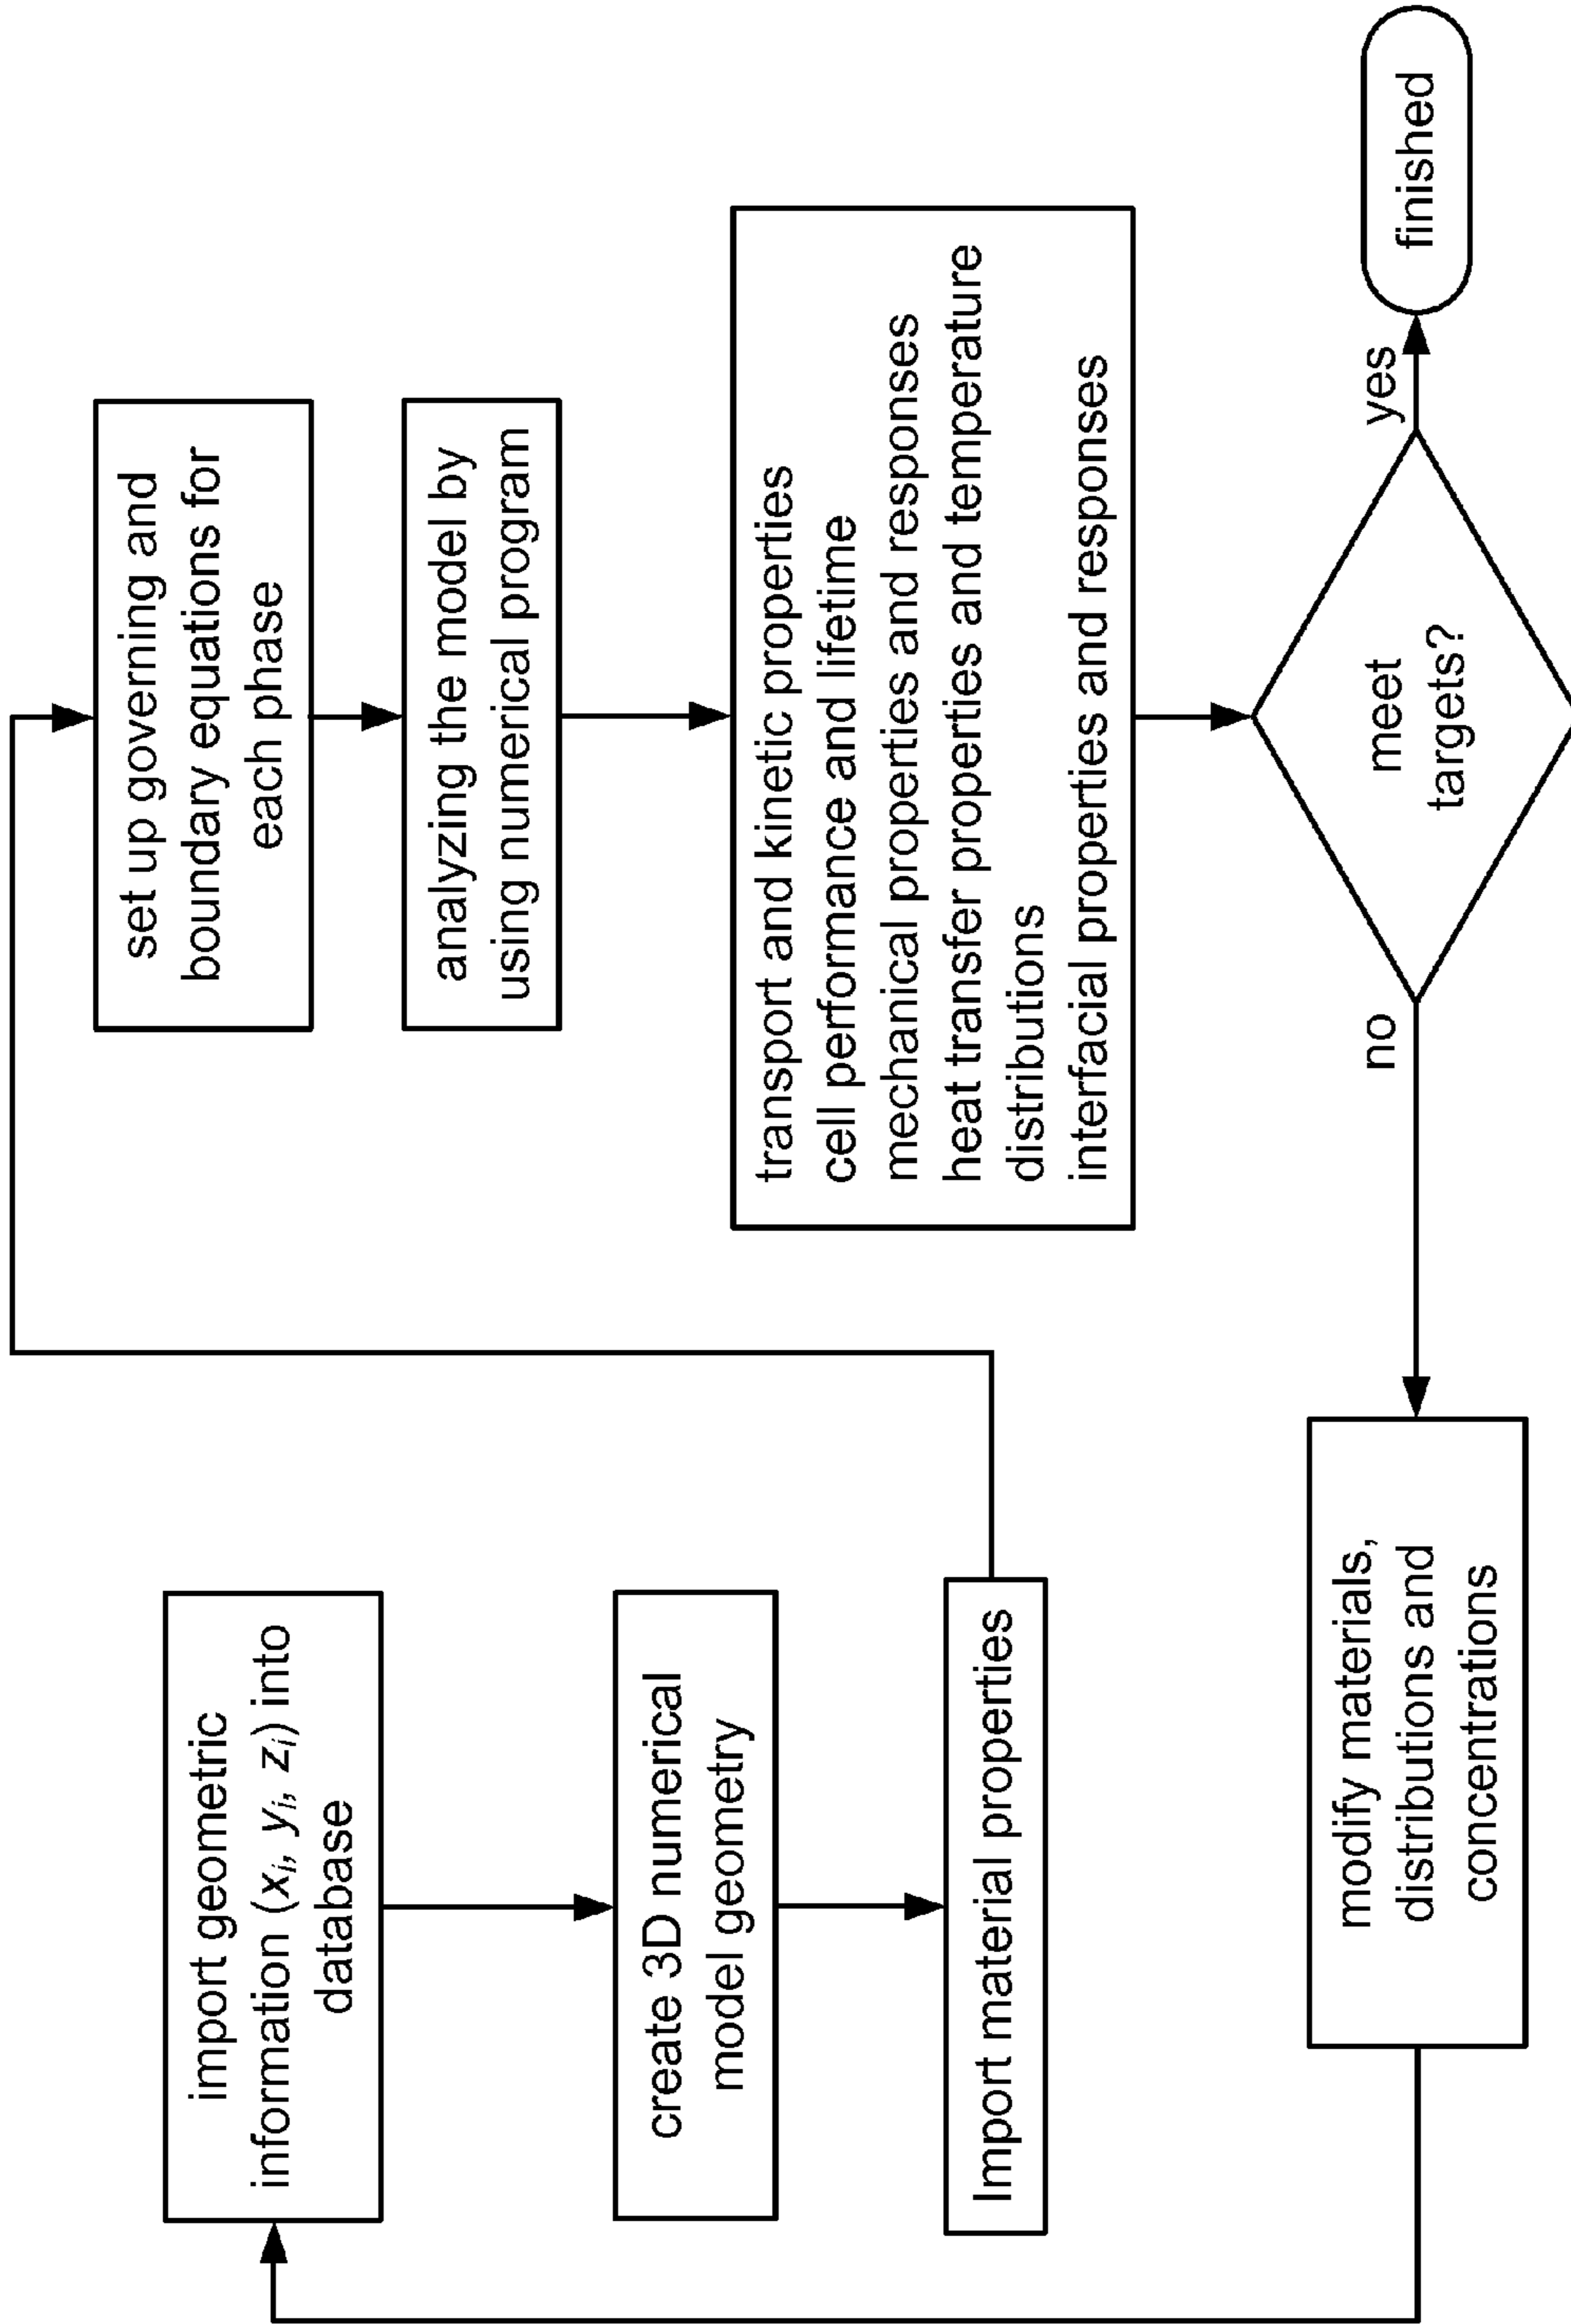 import geometric
information (xᵢ, yᵢ, zᵢ) into
database
create 3D numerical
model geometry
Import material properties
set up governing and
boundary equations for
each phase
analyzing the model by
using numerical program
transport and kinetic properties
cell performance and lifetime
mechanical properties and responses
heat transfer properties and temperature
distributions
interfacial properties and responses
meet
targets?
yes
finished
no
modify materials,
distributions and
concentrations